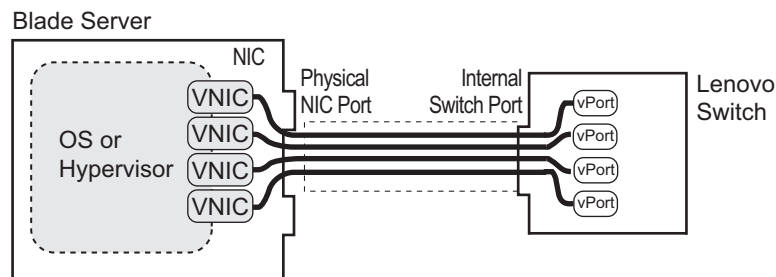 Blade Server
NIC
Physical
NIC Port
Internal
Switch Port
Lenovo
Switch
OS or
Hypervisor
VNIC
VNIC
VNIC
VNIC
vPort
vPort
vPort
vPort